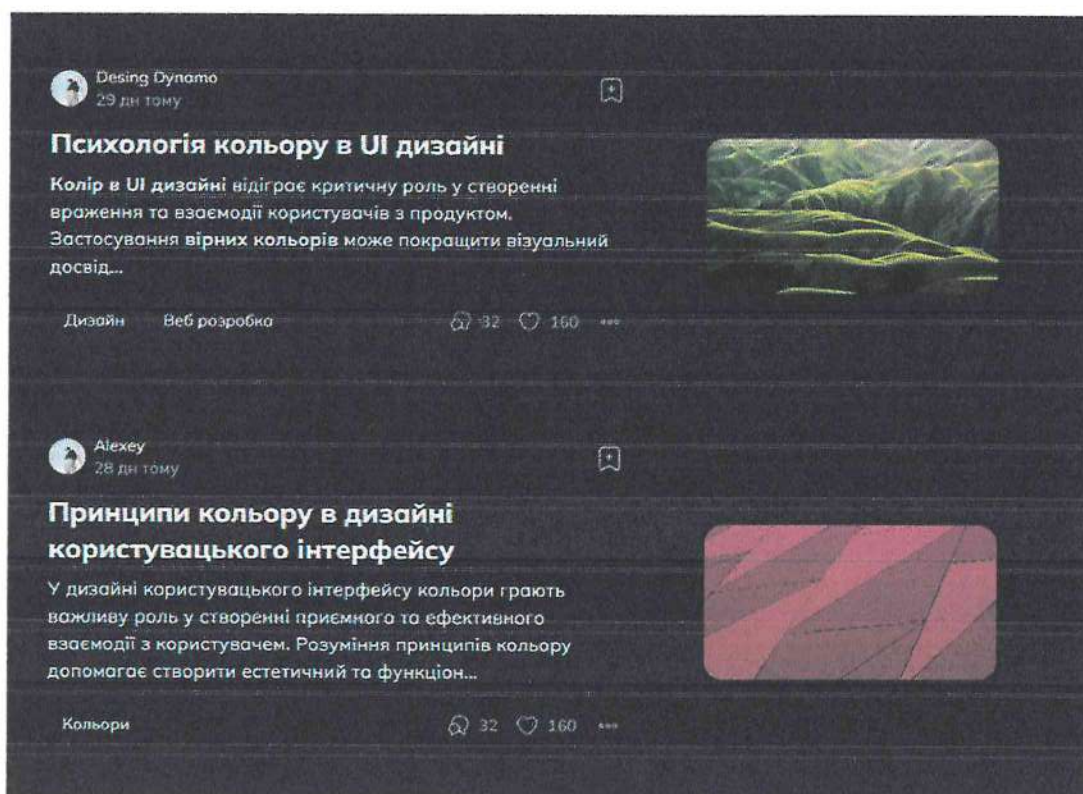 Desing Dynamo
29 дн тому
Психологія кольору в UI дизайні
Колір в UI дизайні відіграє критичну роль у створенні
враження та взаємодії користувачів з продуктом.
Застосування вірних кольорів може покращити візуальний
досвід...
Дизайн Веб розробка 32 160
Alexey
28 дн тому
Принципи кольору в дизайні
користувацького інтерфейсу
У дизайні користувацького інтерфейсу кольори грають
важливу роль у створенні приємного та ефективного
взаємодії з користувачем. Розуміння принципів кольору
допомагає створити естетичний та функціон...
Кольори 32 160